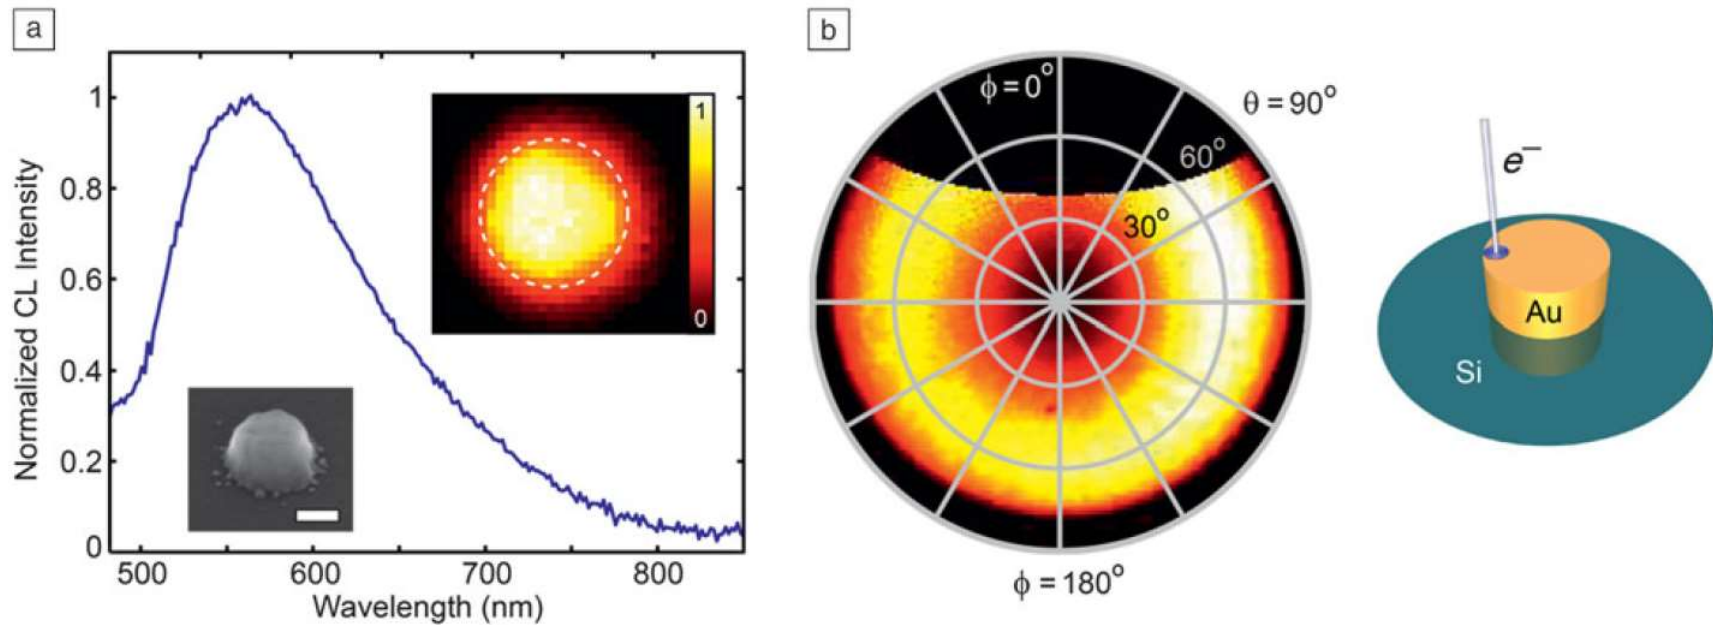 a
Normalized CL Intensity
1
0.8
0.6
0.4
0.2
0
500
600
700
800
Wavelength (nm)
1
0
b
ϕ = 0°
θ = 90°
60°
30°
ϕ = 180°
e⁻
Au
Si